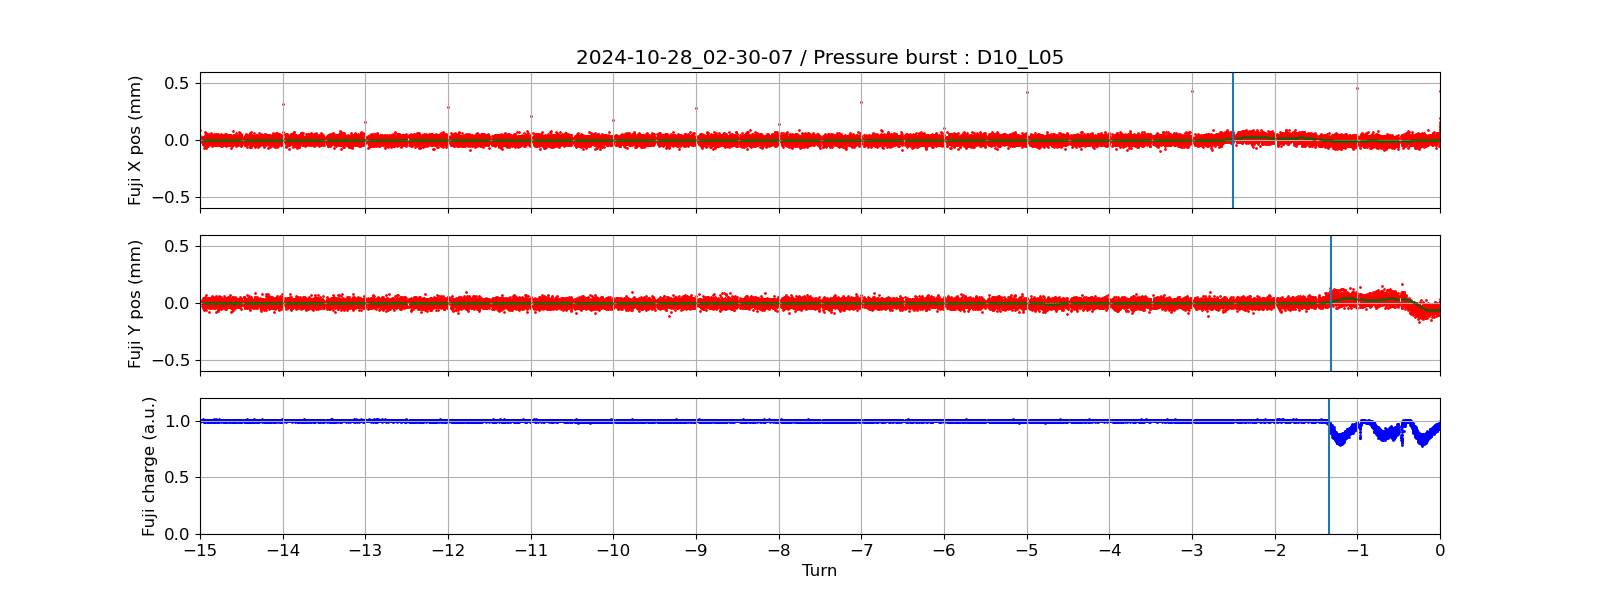 2024-10-28_02-30-07 / Pressure burst : D10_L05
Fuji X pos (mm)
0.5
0.0
−0.5
Fuji Y pos (mm)
0.5
0.0
−0.5
Fuji charge (a.u.)
1.0
0.5
0.0
−15 −14 −13 −12 −11 −10 −9 −8 −7 −6 −5 −4 −3 −2 −1 0
Turn